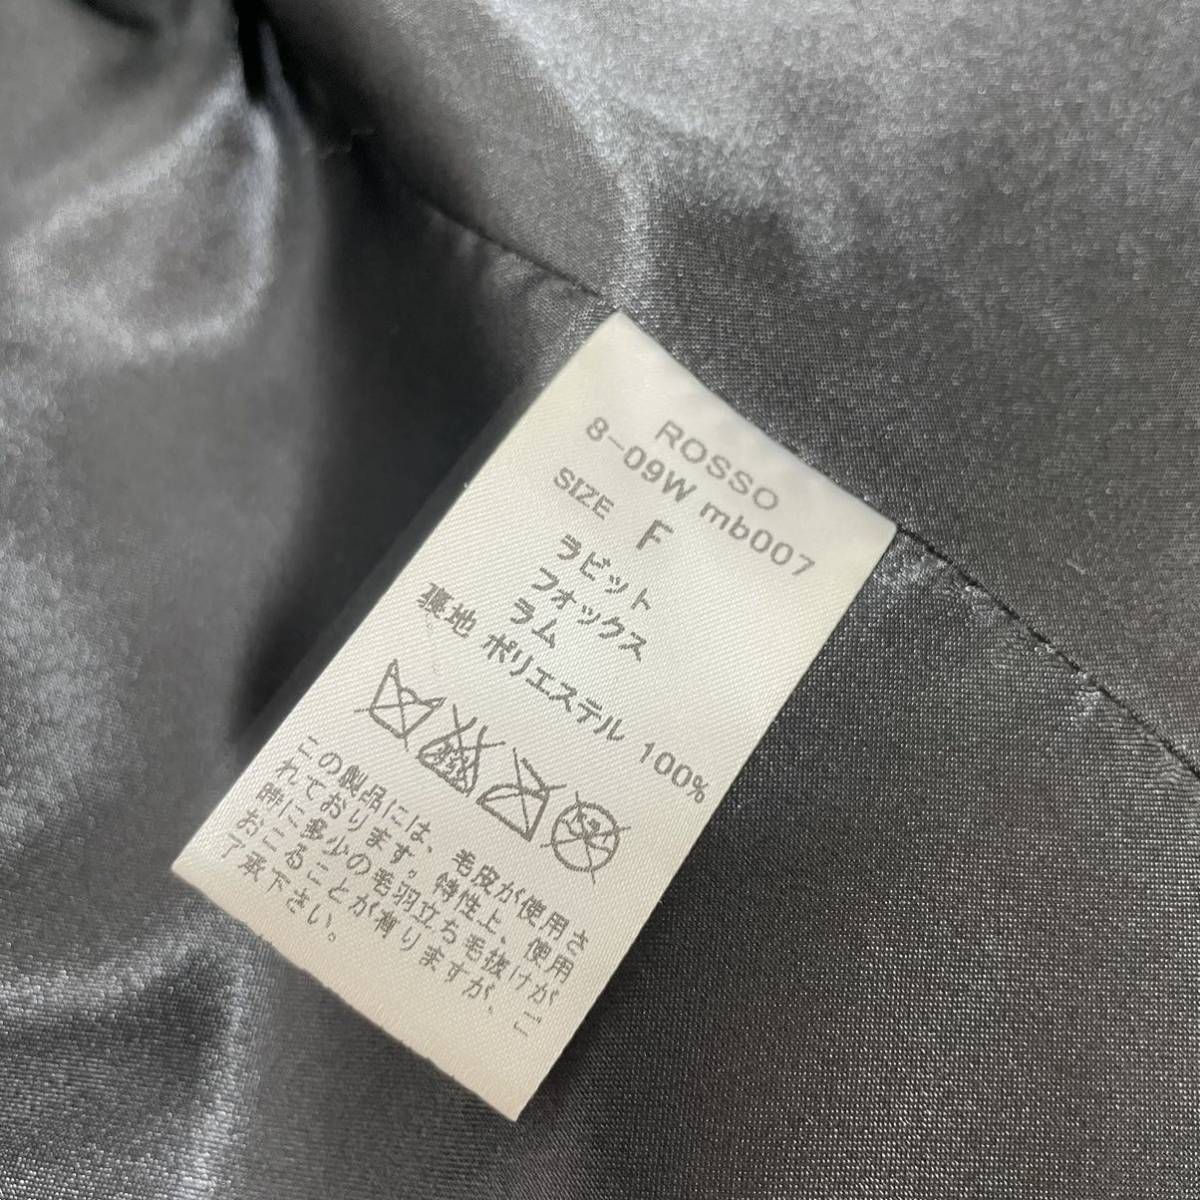 ROSSO
8-09W mb007
SIZE F
ラビット
フォックス
ラム
裏地 ポリエステル 100%
この製品には、毛皮が使用さ
れております。特性上、使用
時に多少の毛羽立ち毛抜けが
おこることが有りますが、ご
了承下さい。